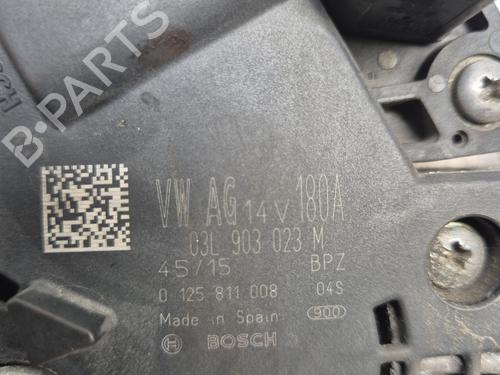 BOSCH
B-PARTS
VW AG 14V 180A
03L 903 023 M
45/15 BPZ
0 125 811 008 04S
Made in Spain 900
BOSCH